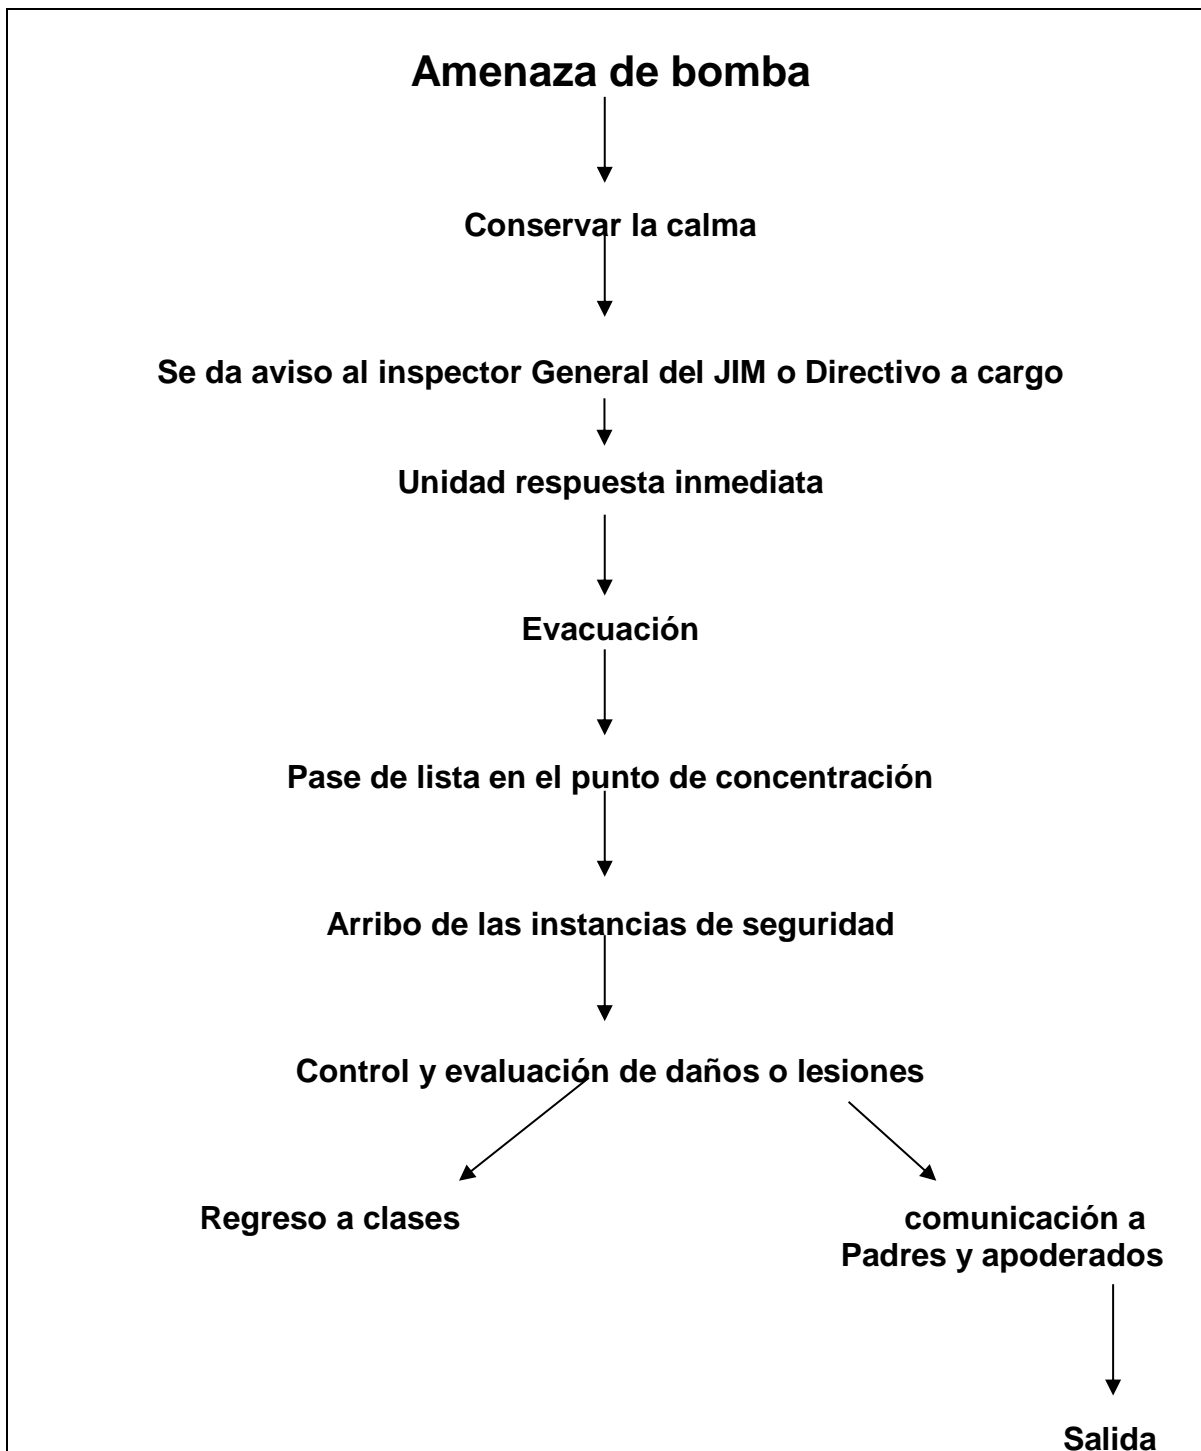 Amenaza de bomba
Conservar la calma
Se da aviso al inspector General del JIM o Directivo a cargo
Unidad respuesta inmediata
Evacuación
Pase de lista en el punto de concentración
Arribo de las instancias de seguridad
Control y evaluación de daños o lesiones
Regreso a clases
comunicación a
Padres y apoderados
Salida